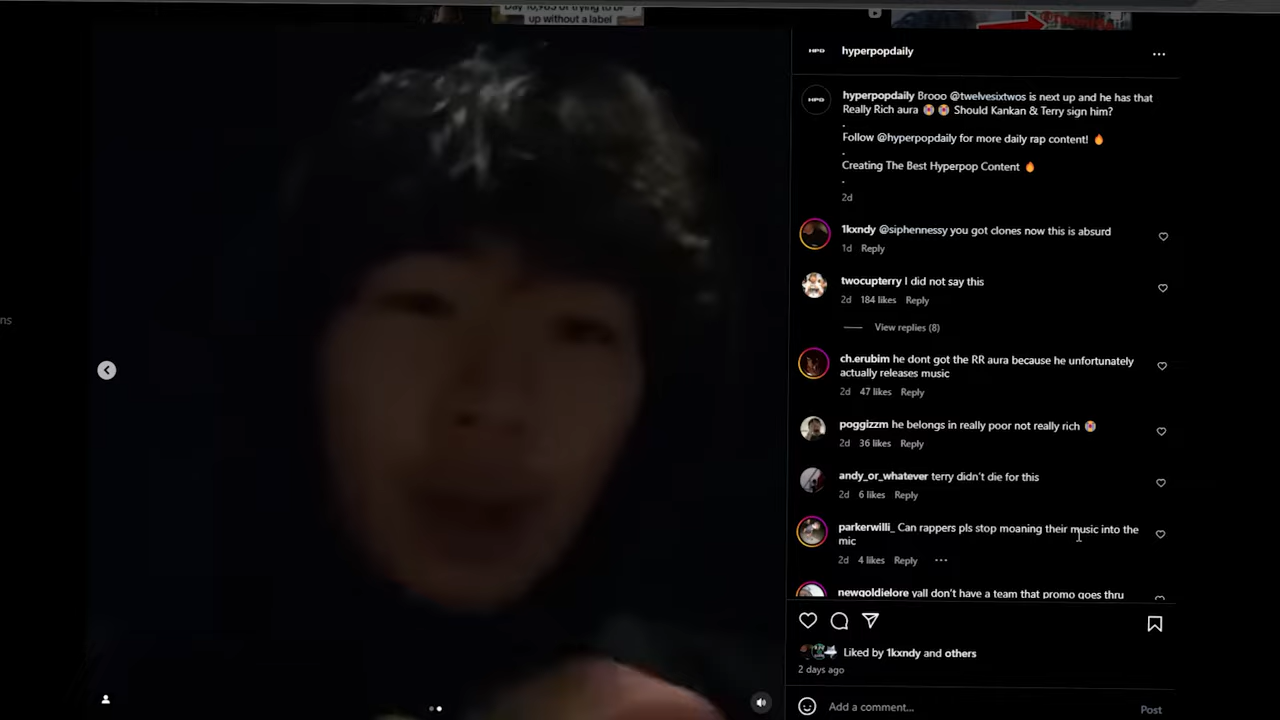 up without a label
HPD
hyperpopdaily
HPD
hyperpopdaily Brooo @twelvesixtwos is next up and he has that
Really Rich aura Should Kankan & Terry sign him?
.
Follow @hyperpopdaily for more daily rap content! 🔥
.
Creating The Best Hyperpop Content 🔥
.
2d
1kxndy @siphennessy you got clones now this is absurd
1d Reply
twocupterry I did not say this
2d 184 likes Reply
View replies (8)
ns
ch.erubim he dont got the RR aura because he unfortunately
actually releases music
2d 47 likes Reply
poggizzm he belongs in really poor not really rich
2d 36 likes Reply
andy_or_whatever terry didn't die for this
2d 6 likes Reply
parkerwilli_ Can rappers pls stop moaning their music into the
mic
2d 4 likes Reply
newgoldielore yall don't have a team that promo goes thru
Liked by 1kxndy and others
2 days ago
Add a comment...
Post